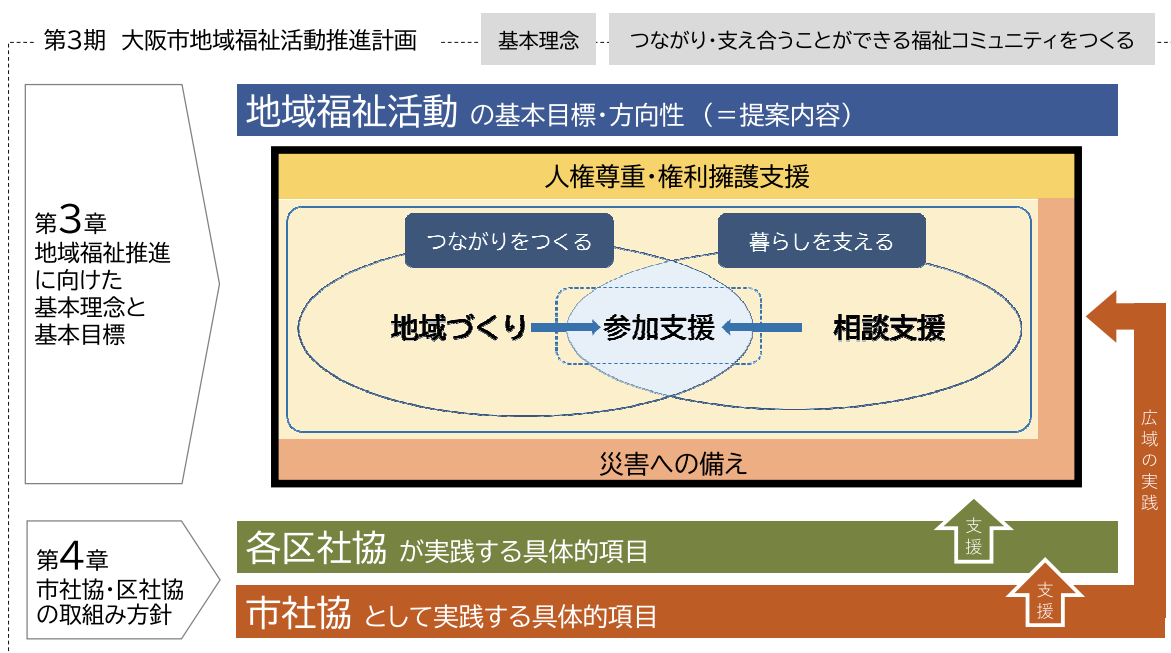 第3期 大阪市地域福祉活動推進計画
基本理念
つながり・支え合うことができる福祉コミュニティをつくる
第3章
地域福祉推進
に向けた
基本理念と
基本目標
地域福祉活動 の基本目標・方向性 （＝提案内容）
人権尊重・権利擁護支援
つながりをつくる
暮らしを支える
地域づくり
参加支援
相談支援
災害への備え
広域の実践
第4章
市社協・区社協
の取組み方針
各区社協 が実践する具体的項目
支援
市社協 として実践する具体的項目
支援